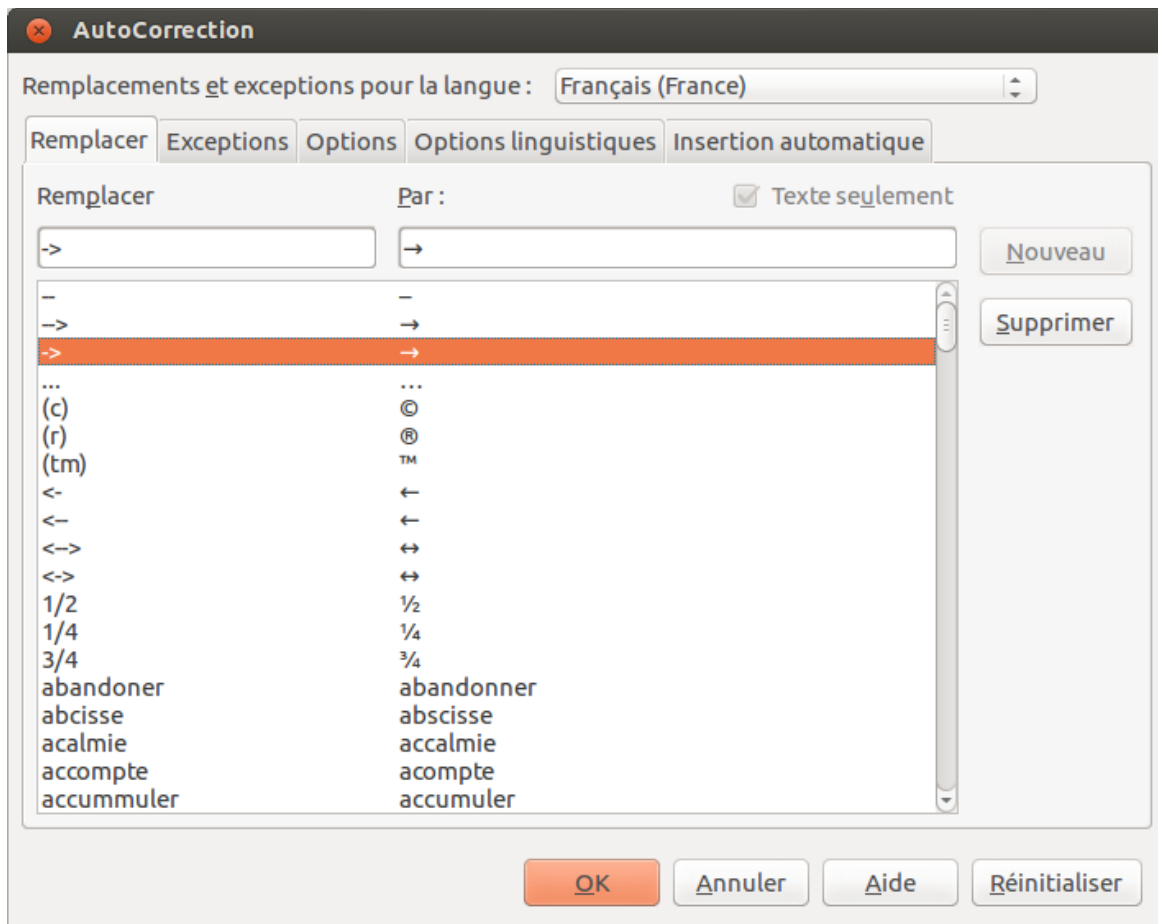 AutoCorrection
Remplacements et exceptions pour la langue : Français (France)
Remplacer Exceptions Options Options linguistiques Insertion automatique
Remplacer Par : Texte seulement
-> → Nouveau
-- –
--> →
Supprimer
-> →
... …
(c) ©
(r) ®
(tm) ™
<- ←
<-- ←
<--> ↔
<-> ↔
1/2 ½
1/4 ¼
3/4 ¾
abandoner abandonner
abcisse abscisse
acalmie accalmie
accompte acompte
accummuler accumuler
OK Annuler Aide Réinitialiser